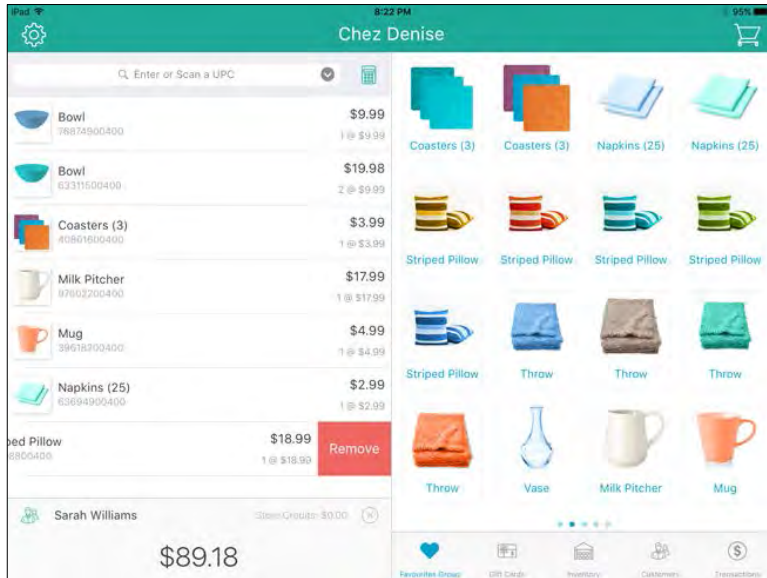 iPad 8:22 PM 95%
Chez Denise
Enter or Scan a UPC
Bowl $9.99
76874900400 1 @ $9.99
Bowl $19.98
63311500400 2 @ $9.99
Coasters (3) $3.99
40861600400 1 @ $3.99
Milk Pitcher $17.99
97602200400 1 @ $17.99
Mug $4.99
39618700400 1 @ $4.99
Napkins (25) $2.99
63694900400 1 @ $2.99
ped Pillow $18.99
8800400 1 @ $18.99
Remove
Sarah Williams Store Credits: $0.00
$89.18
Coasters (3) Coasters (3) Napkins (25) Napkins (25)
Striped Pillow Striped Pillow Striped Pillow Striped Pillow
Striped Pillow Throw Throw Throw
Throw Vase Milk Pitcher Mug
Favourites Group Gift Cards Inventory Customers Transactions